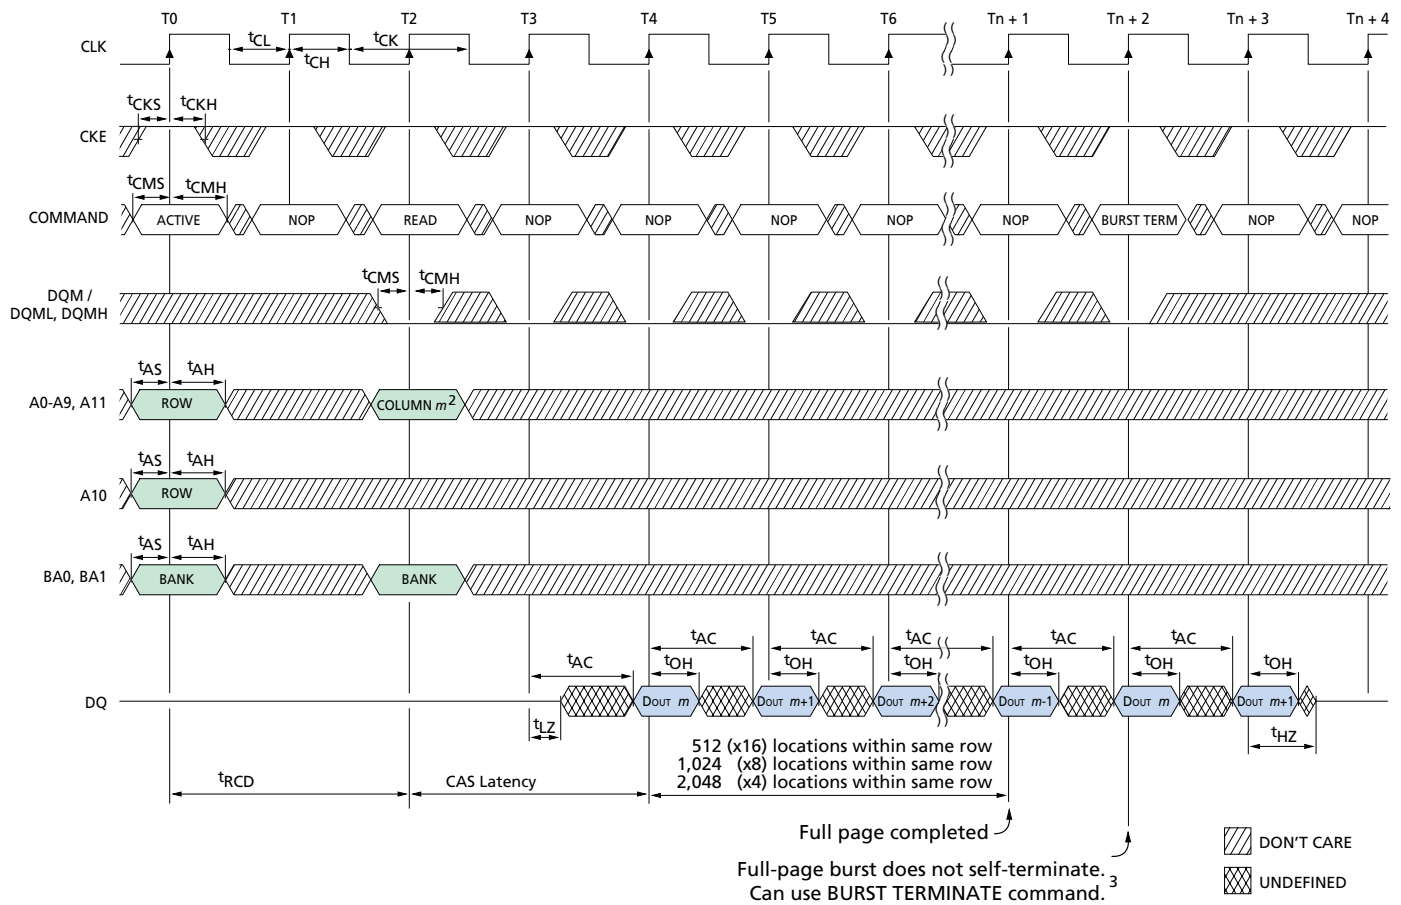 T0 T1 T2 T3 T4 T5 T6 Tn + 1 Tn + 2 Tn + 3 Tn + 4
CLK tCL tCK
tCH
tCKS tCKH
CKE
tCMS tCMH
COMMAND ACTIVE NOP READ NOP NOP NOP NOP NOP BURST TERM NOP NOP
tCMS tCMH
DQM /
DQML, DQMH
tAS tAH
A0-A9, A11 ROW COLUMN m2
tAS tAH
A10 ROW
tAS tAH
BA0, BA1 BANK BANK
tAC tAC tAC tAC tAC
tAC tOH tOH tOH tOH tOH tOH
DQ DOUT m DOUT m+1 DOUT m+2 DOUT m-1 DOUT m DOUT m+1
tLZ tHZ
512 (x16) locations within same row
1,024 (x8) locations within same row
2,048 (x4) locations within same row
tRCD CAS Latency
Full page completed
Full-page burst does not self-terminate.
Can use BURST TERMINATE command. 3
DON'T CARE
UNDEFINED